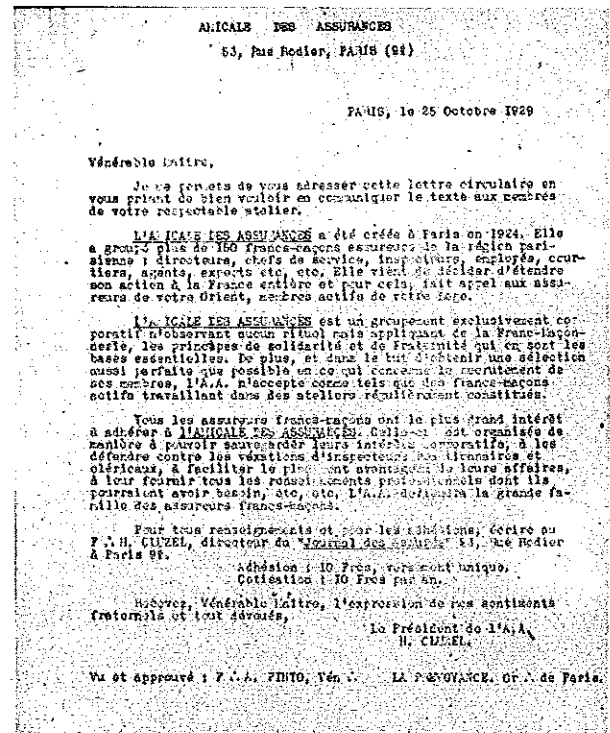 AMICALE DES ASSURANCES
53, Rue Rodier, PARIS (9e)
PARIS, le 25 Octobre 1929
Vénérable Maître,
Je me permets de vous adresser cette lettre circulaire en
vous priant de bien vouloir en communiquer le texte aux membres
de votre respectable atelier.
L'AMICALE DES ASSURANCES a été créée à Paris en 1924. Elle
a groupé plus de 150 francs-maçons assureurs de la région pari-
sienne ; directeurs, chefs de service, inspecteurs, employés, cour-
tiers, agents, experts etc, etc. Elle vient de décider d'étendre
son action à la France entière et pour cela, fait appel aux assu-
reurs de votre Orient, membres actifs de votre Loge.
L'AMICALE DES ASSURANCES est un groupement exclusivement cor-
poratif n'observant aucun rituel mais appliquant de la Franc-Maçon-
nerie, les principes de solidarité et de Fraternité qui en sont les
bases essentielles. De plus, et dans le but d'obtenir une sélection
aussi parfaite que possible en ce qui concerne le recrutement de
ses membres, l'A.A. n'accepte comme tels que des francs-maçons
actifs travaillant dans des ateliers régulièrement constitués.
Tous les assureurs francs-maçons ont le plus grand intérêt
à adhérer à l'AMICALE DES ASSURANCES. Celle-ci est organisée de
manière à pouvoir sauvegarder leurs intérêts corporatifs, à les
défendre contre les vexations d'inspecteurs réactionnaires et
cléricaux, à faciliter le placement avantageux de leurs affaires,
à leur fournir tous les renseignements professionnels dont ils
pourraient avoir besoin, etc, etc. L'A.A. deviendra la grande fa-
mille des assureurs francs-maçons.
Pour tous renseignements et pour les adhésions, écrire au
F∴ H. CUZEL, directeur du "Journal des Assurés" 53, Rue Rodier
à Paris 9e.
Adhésion : 10 Frcs, versement unique.
Cotisation : 10 Frcs par an.
Recevez, Vénérable Maître, l'expression de mes sentiments
fraternels et tout dévoués,
Le Président de l'A.A.
H. CUZEL.
Vu et approuvé : F∴ A. PINTO, Vén∴ LA PREVOYANCE. Or∴ de Paris.